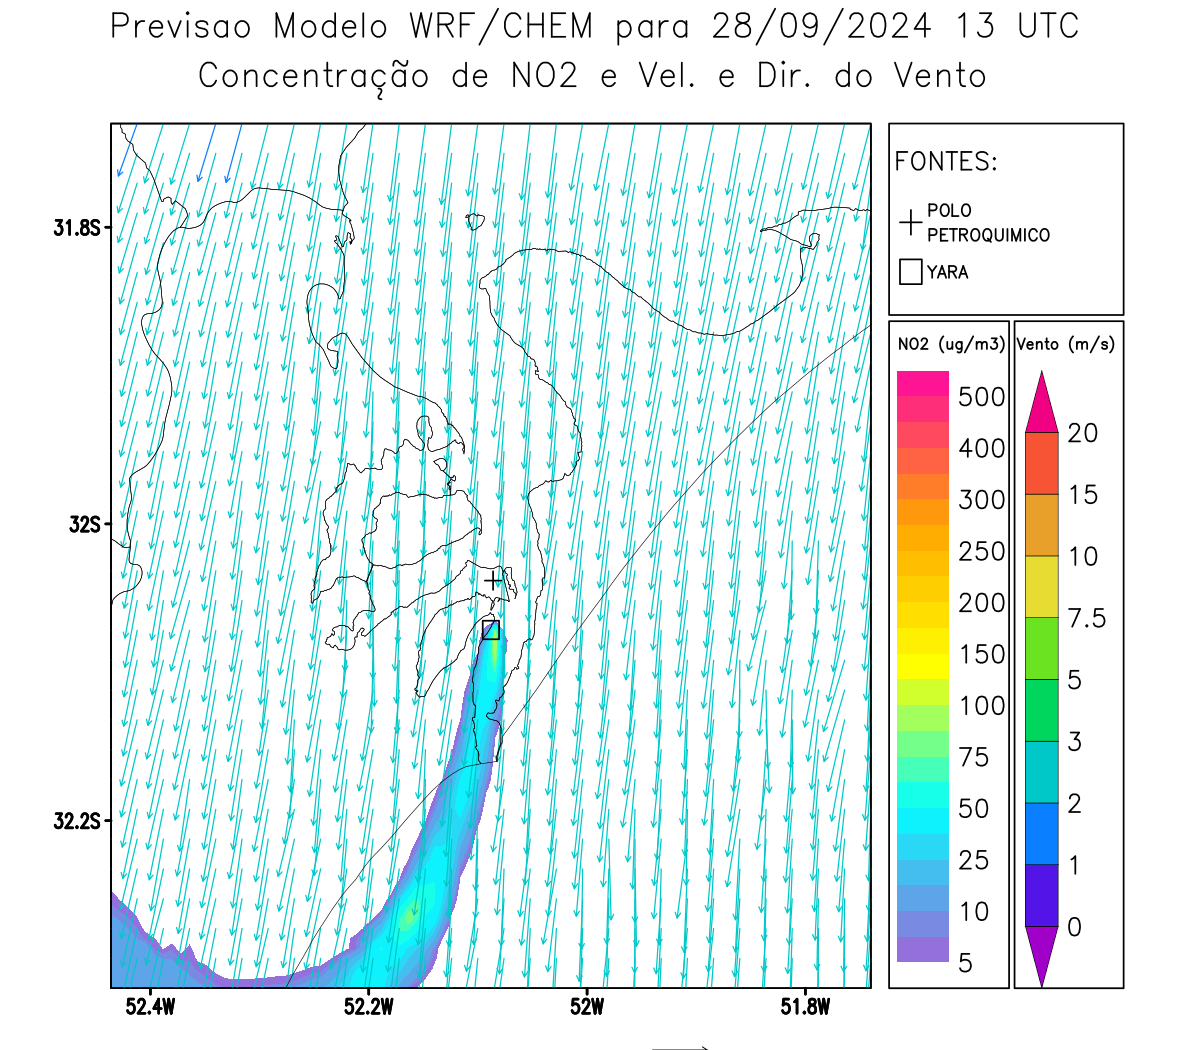 Previsao Modelo WRF/CHEM para 28/09/2024 13 UTC
Concentração de NO2 e Vel. e Dir. do Vento
FONTES:
POLO
PETROQUIMICO
YARA
NO2 (ug/m3)
500
400
300
250
200
150
100
75
50
25
10
5
Vento (m/s)
20
15
10
7.5
5
3
2
1
0
31.8S
32S
32.2S
52.4W 52.2W 52W 51.8W